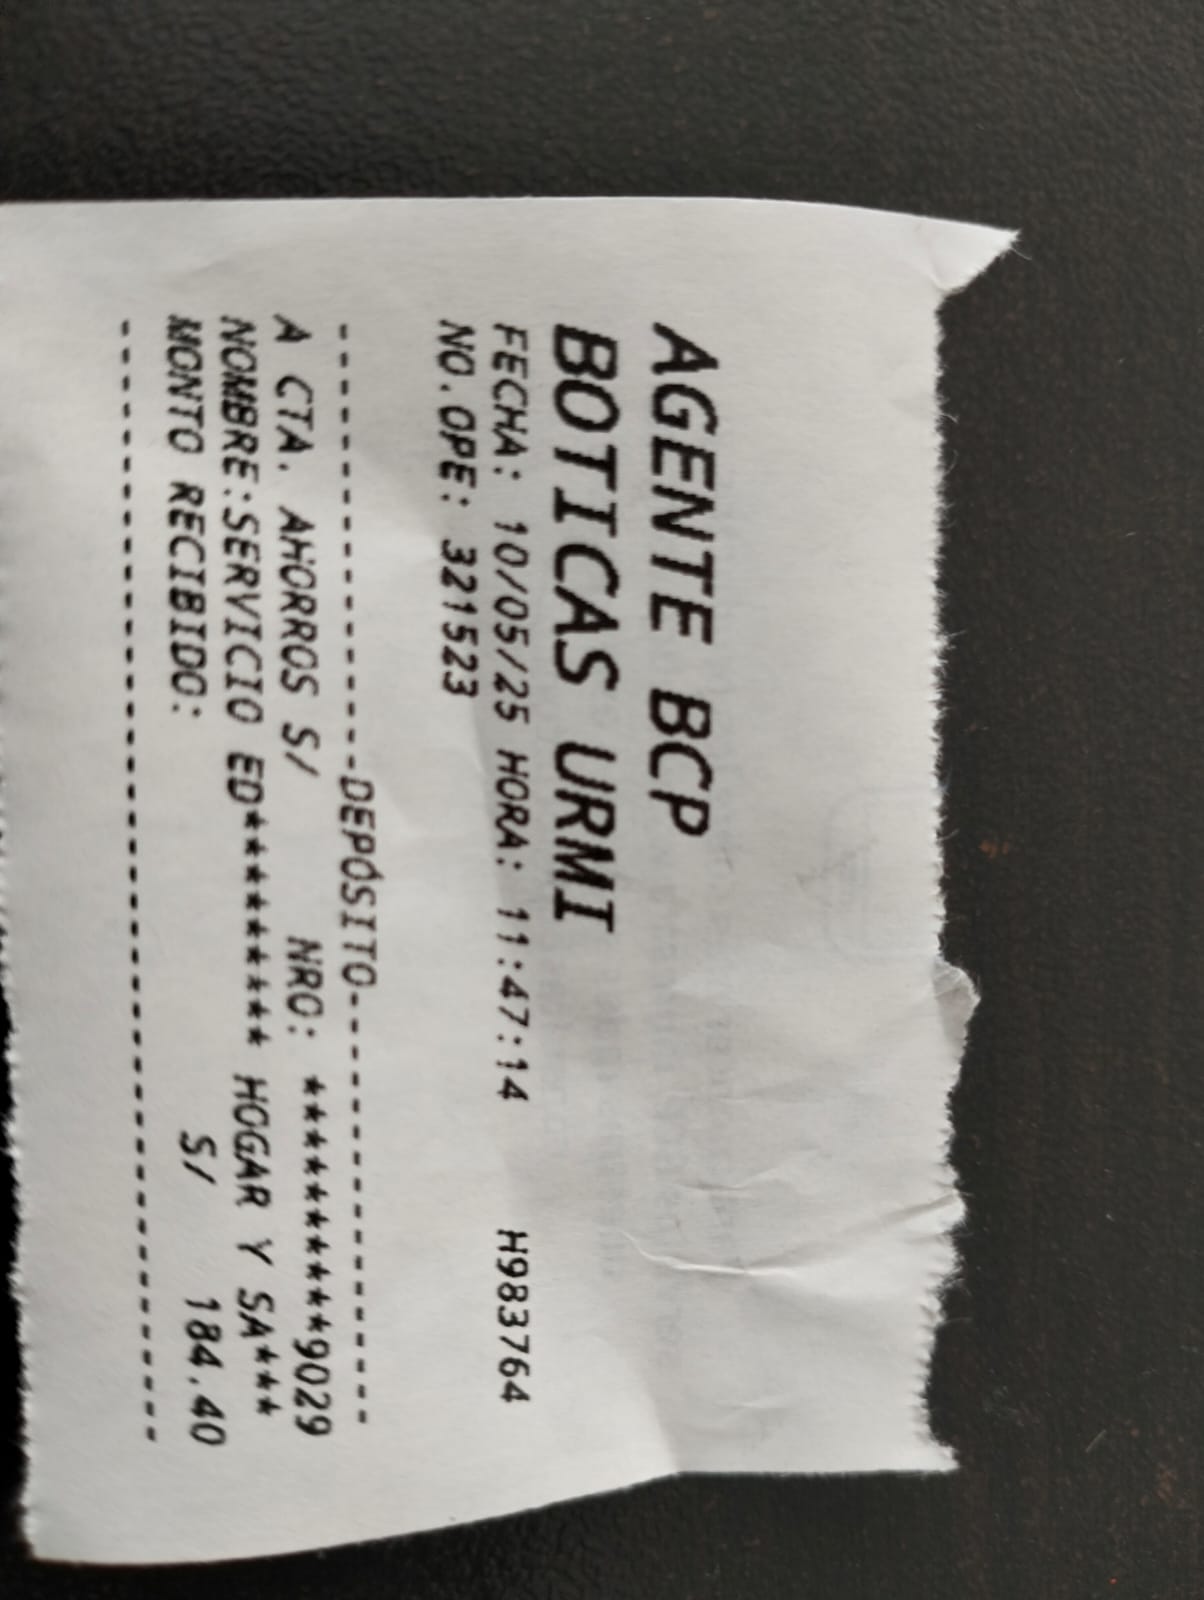 AGENTE BCP
BOTICAS URMI
FECHA: 10/05/25 HORA: 11:47:14 H983764
NO.OPE: 321523
--------------------DEPÓSITO--------------------
A CTA. AHORROS S/ NRO: **********9029
NOMBRE:SERVICIO ED********* HOGAR Y SA***
MONTO RECIBIDO: S/ 184.40
------------------------------------------------